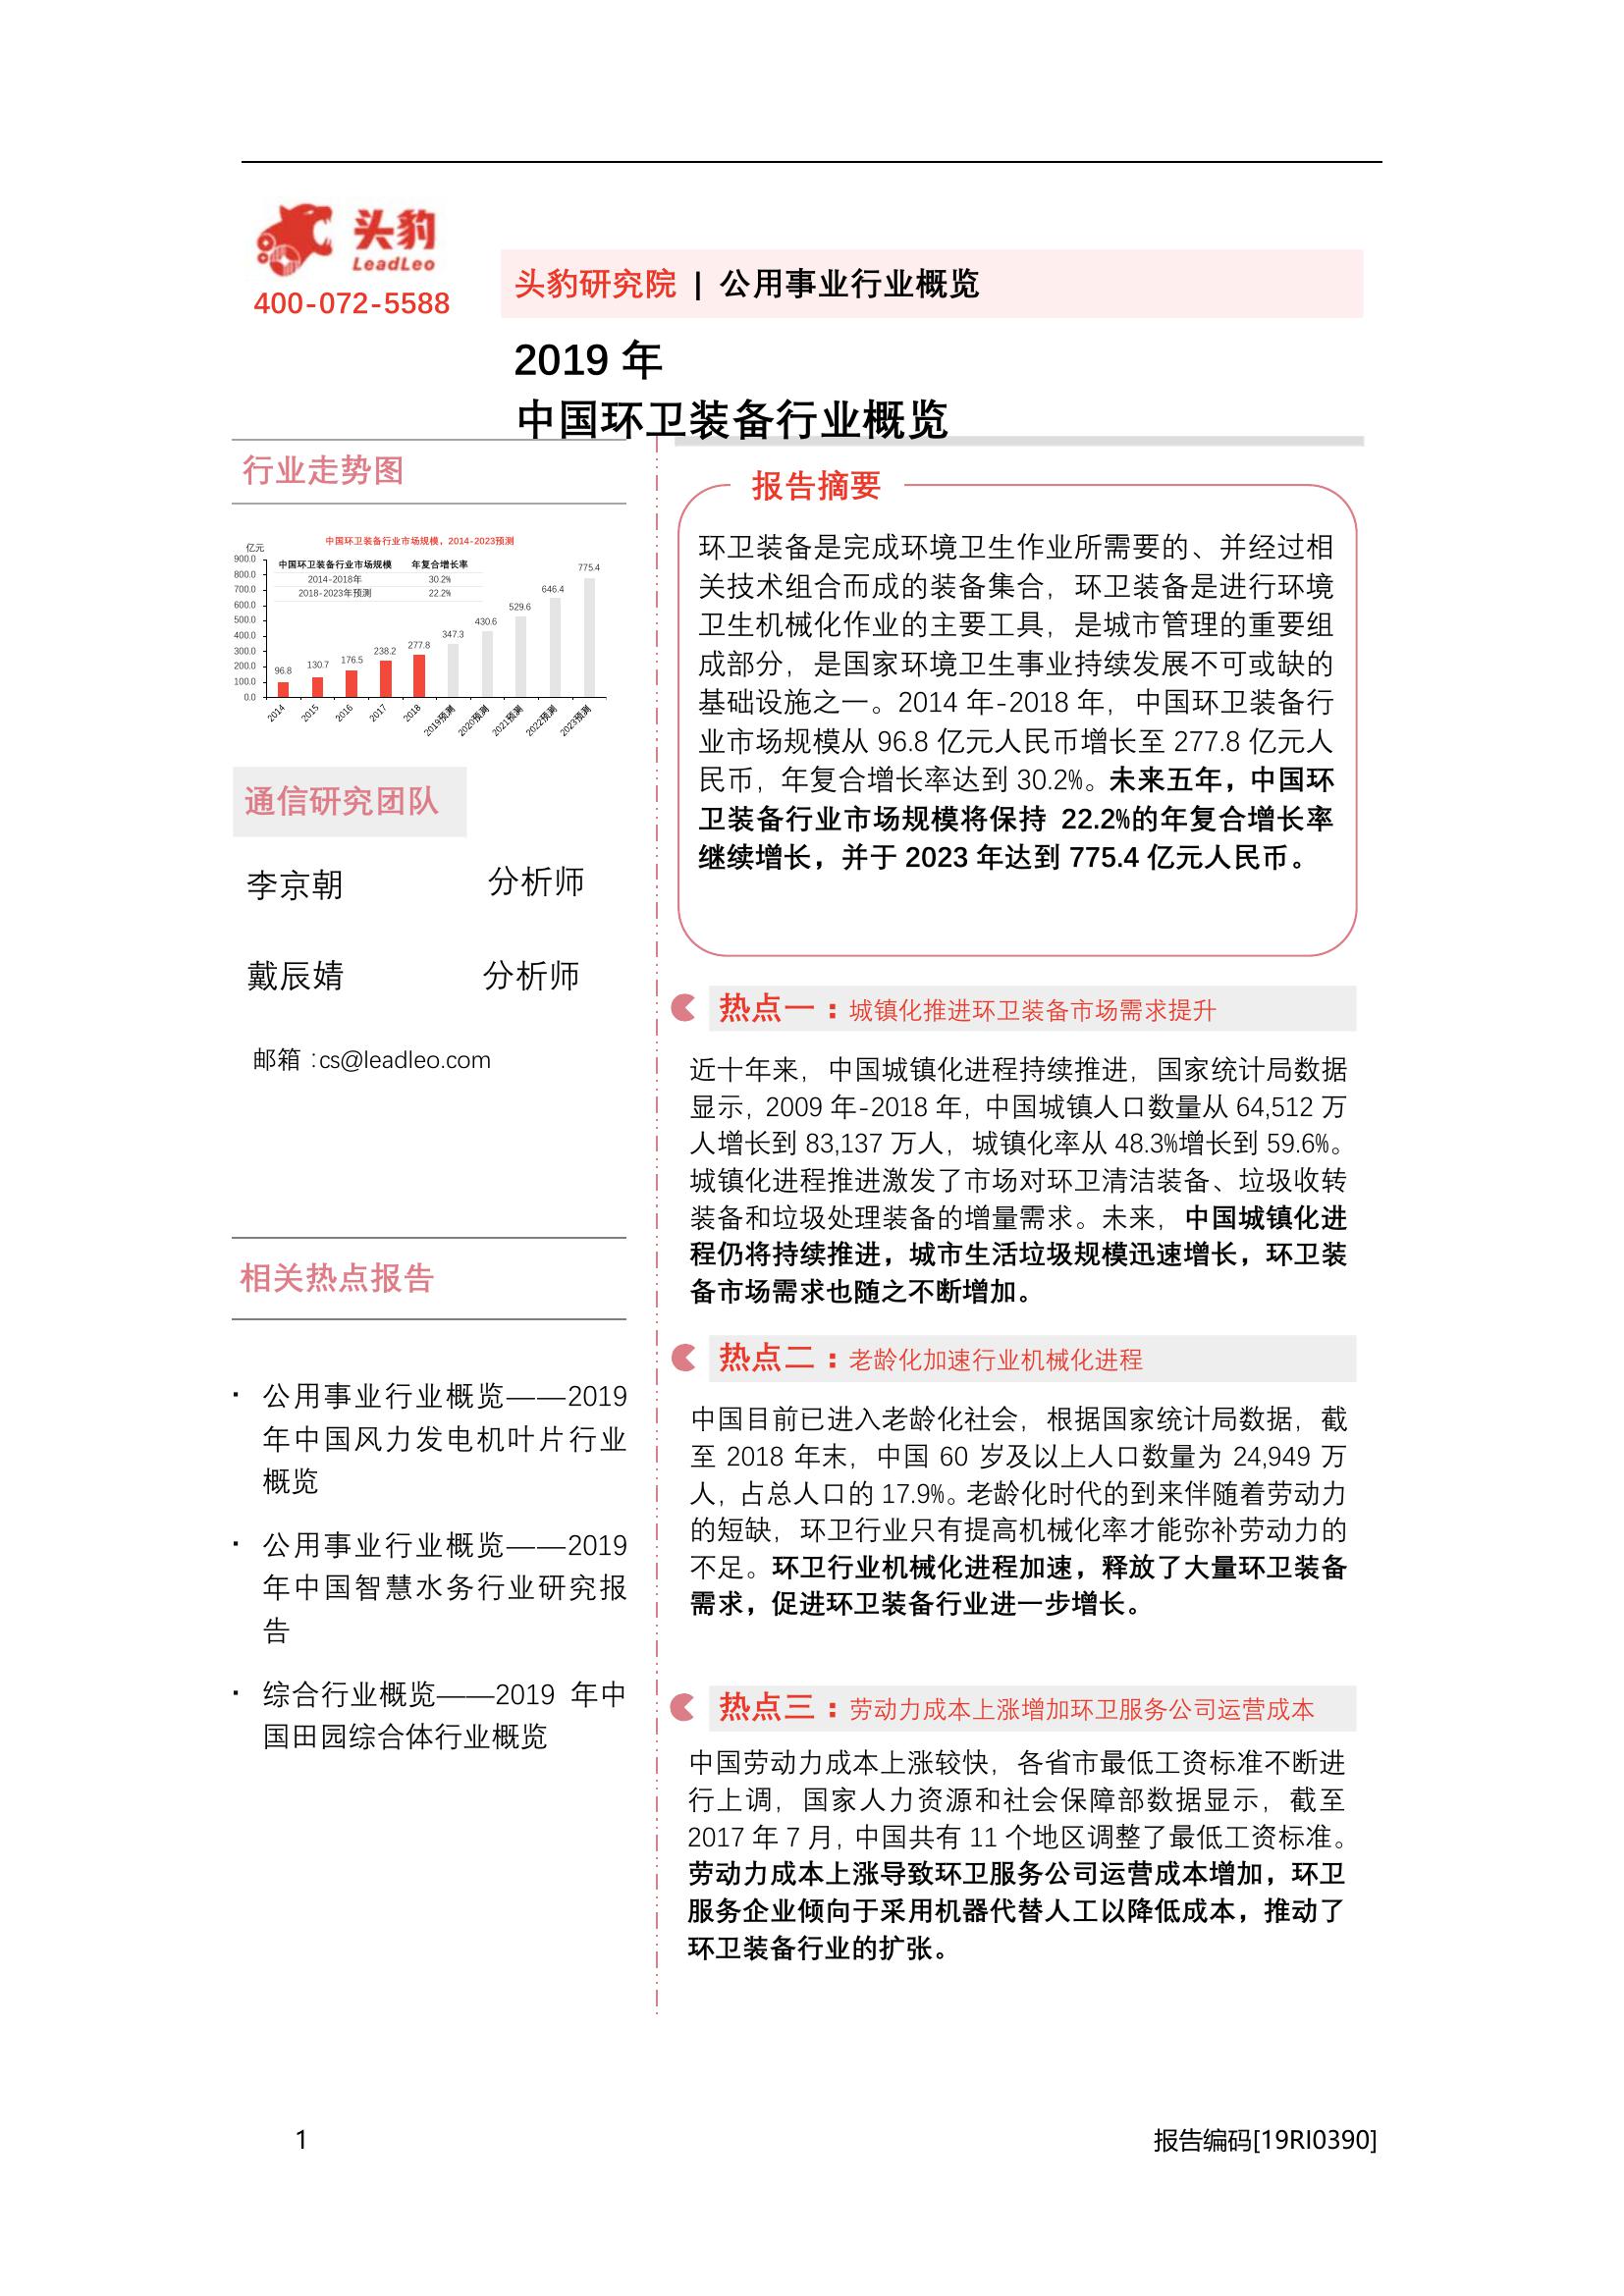 头豹
LeadLeo
400-072-5588
头豹研究院 | 公用事业行业概览
2019 年
中国环卫装备行业概览
行业走势图
中国环卫装备行业市场规模，2014-2023预测
亿元
900.0
800.0
700.0
600.0
500.0
400.0
300.0
200.0
100.0
0.0
中国环卫装备行业市场规模 年复合增长率
2014-2018年 30.2%
2018-2023年预测 22.2%
96.8
130.7
176.5
238.2
277.8
347.3
430.6
529.6
646.4
775.4
2014
2015
2016
2017
2018
2019预测
2020预测
2021预测
2022预测
2023预测
通信研究团队
李京朝 分析师
戴辰婧 分析师
邮箱 :cs@leadleo.com
相关热点报告
· 公用事业行业概览——2019
年中国风力发电机叶片行业
概览
· 公用事业行业概览——2019
年中国智慧水务行业研究报
告
· 综合行业概览——2019 年中
国田园综合体行业概览
报告摘要
环卫装备是完成环境卫生作业所需要的、并经过相
关技术组合而成的装备集合，环卫装备是进行环境
卫生机械化作业的主要工具，是城市管理的重要组
成部分，是国家环境卫生事业持续发展不可或缺的
基础设施之一。2014 年-2018 年，中国环卫装备行
业市场规模从 96.8 亿元人民币增长至 277.8 亿元人
民币，年复合增长率达到 30.2%。未来五年，中国环
卫装备行业市场规模将保持 22.2%的年复合增长率
继续增长，并于 2023 年达到 775.4 亿元人民币。
热点一：城镇化推进环卫装备市场需求提升
近十年来，中国城镇化进程持续推进，国家统计局数据
显示，2009 年-2018 年，中国城镇人口数量从 64,512 万
人增长到 83,137 万人，城镇化率从 48.3%增长到 59.6%。
城镇化进程推进激发了市场对环卫清洁装备、垃圾收转
装备和垃圾处理装备的增量需求。未来，中国城镇化进
程仍将持续推进，城市生活垃圾规模迅速增长，环卫装
备市场需求也随之不断增加。
热点二：老龄化加速行业机械化进程
中国目前已进入老龄化社会，根据国家统计局数据，截
至 2018 年末，中国 60 岁及以上人口数量为 24,949 万
人，占总人口的 17.9%。老龄化时代的到来伴随着劳动力
的短缺，环卫行业只有提高机械化率才能弥补劳动力的
不足。环卫行业机械化进程加速，释放了大量环卫装备
需求，促进环卫装备行业进一步增长。
热点三：劳动力成本上涨增加环卫服务公司运营成本
中国劳动力成本上涨较快，各省市最低工资标准不断进
行上调，国家人力资源和社会保障部数据显示，截至
2017 年 7 月，中国共有 11 个地区调整了最低工资标准。
劳动力成本上涨导致环卫服务公司运营成本增加，环卫
服务企业倾向于采用机器代替人工以降低成本，推动了
环卫装备行业的扩张。
1 报告编码[19RI0390]